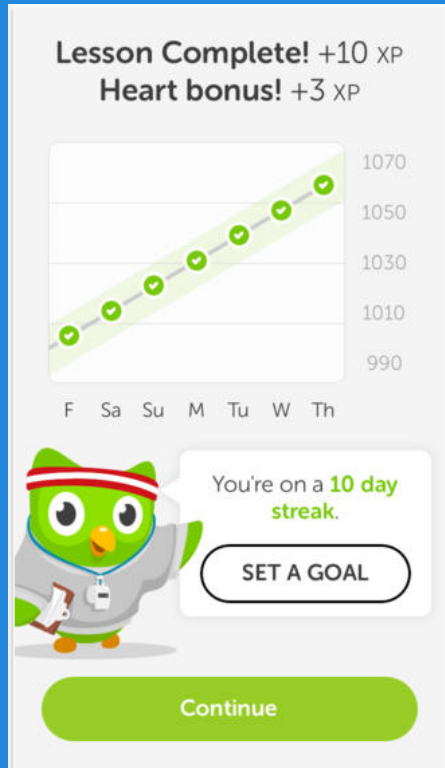 Lesson Complete! +10 XP
Heart bonus! +3 XP
1070
1050
1030
1010
990
F Sa Su M Tu W Th
You're on a 10 day
streak.
SET A GOAL
Continue